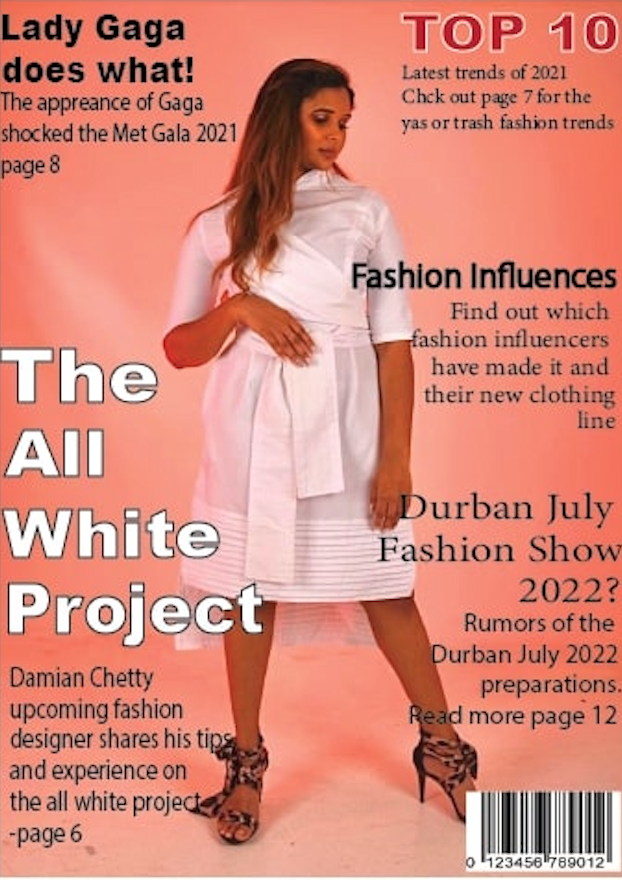 Lady Gaga
does what!
The appreance of Gaga
shocked the Met Gala 2021
page 8
TOP 10
Latest trends of 2021
Chck out page 7 for the
yas or trash fashion trends
Fashion Influences
Find out which
fashion influencers
have made it and
their new clothing
line
The
All
White
Project
Damian Chetty
upcoming fashion
designer shares his tips
and experience on
the all white project
-page 6
Durban July
Fashion Show
2022?
Rumors of the
Durban July 2022
preparations.
Read more page 12
0 123456 789012